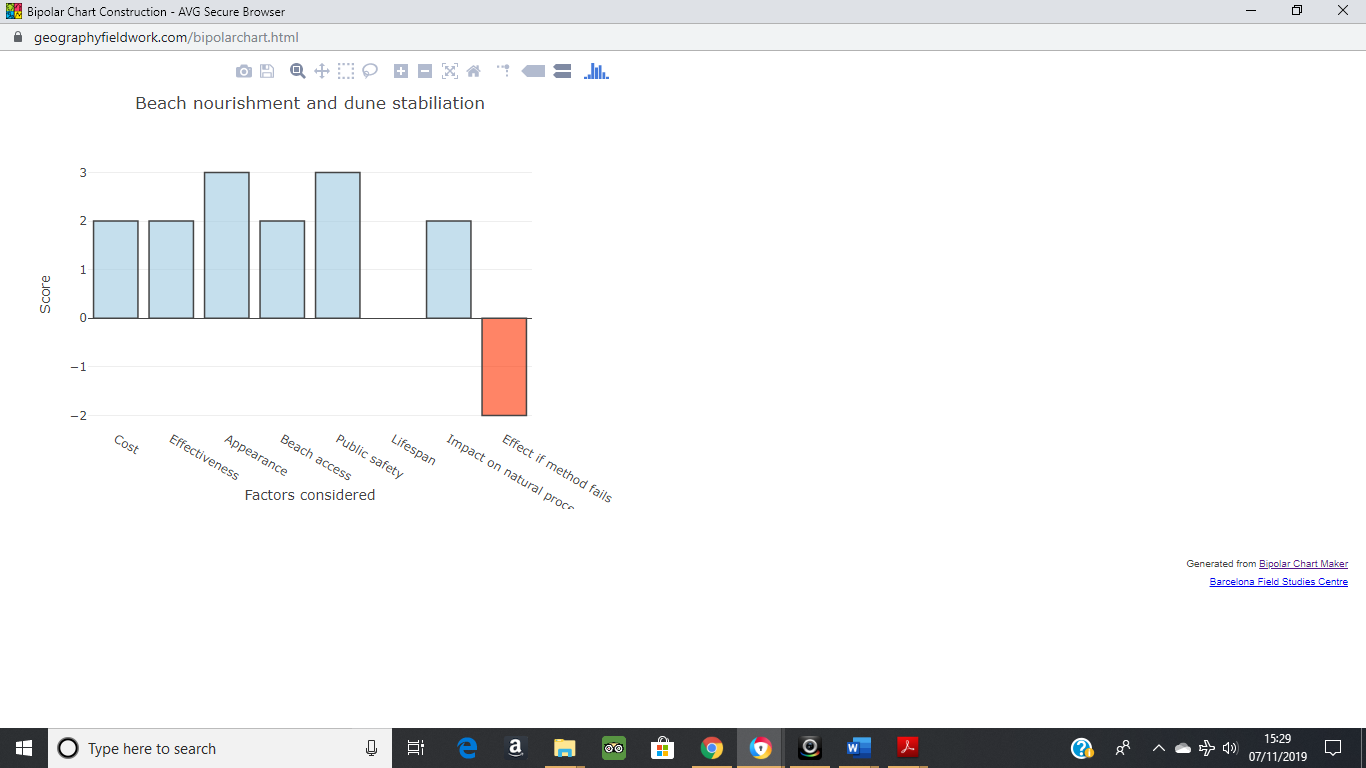 Bipolar Chart Construction - AVG Secure Browser
geographyfieldwork.com/bipolarchart.html
Beach nourishment and dune stabiliation
3
2
1
0
−1
−2
Score
Cost
Effectiveness
Appearance
Beach access
Public safety
Lifespan
Impact on natural proce
Effect if method fails
Factors considered
Generated from Bipolar Chart Maker
Barcelona Field Studies Centre
Type here to search
15:29
07/11/2019